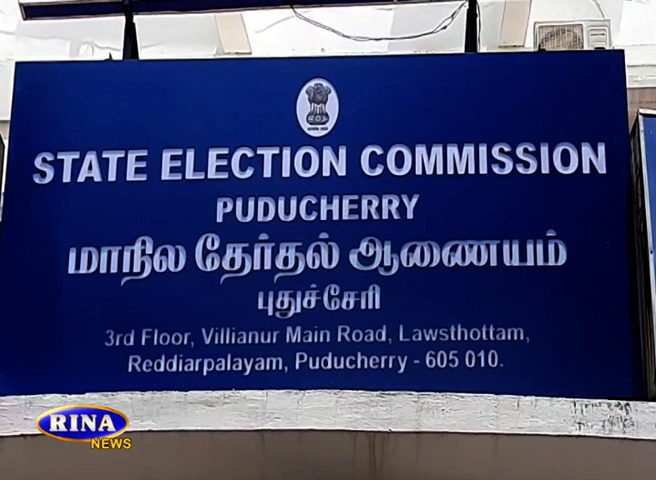 STATE ELECTION COMMISSION
PUDUCHERRY
மாநில தேர்தல் ஆணையம்
புதுச்சேரி
3rd Floor, Villianur Main Road, Lawsthottam,
Reddiarpalayam, Puducherry - 605 010.
RINA
NEWS